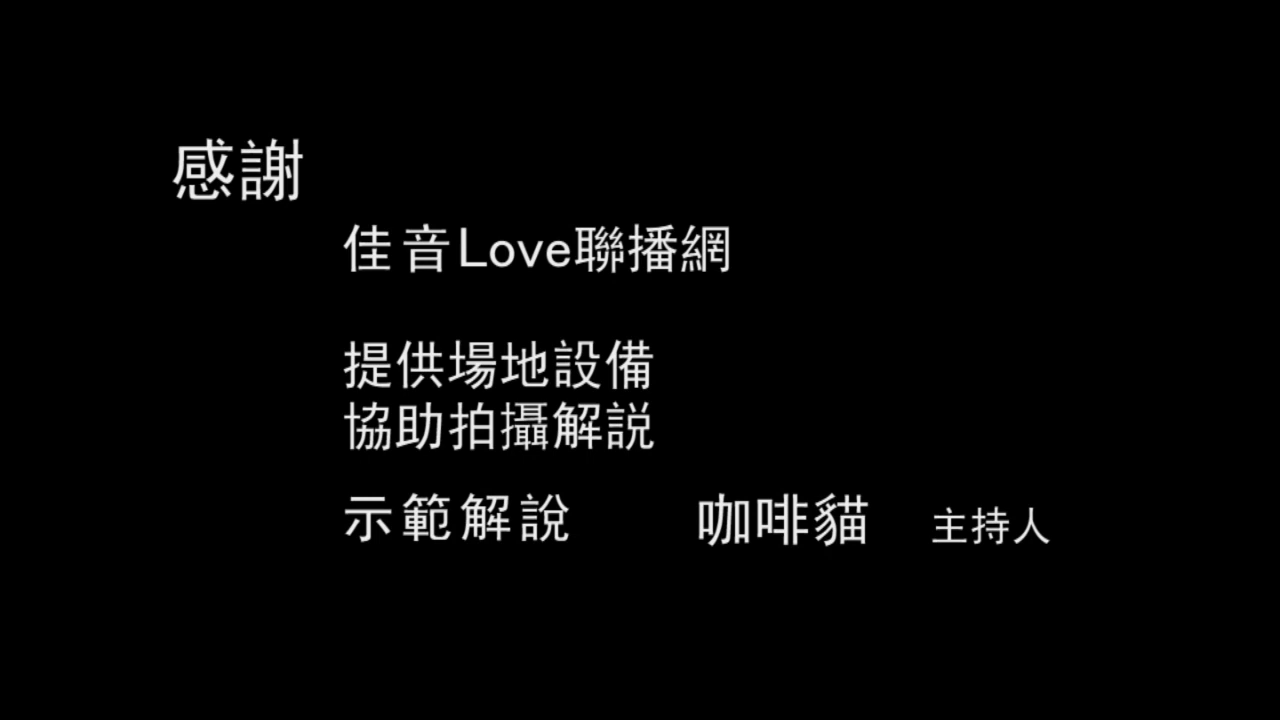 感謝
佳音Love聯播網
提供場地設備
協助拍攝解説
示範解說 咖啡貓 主持人